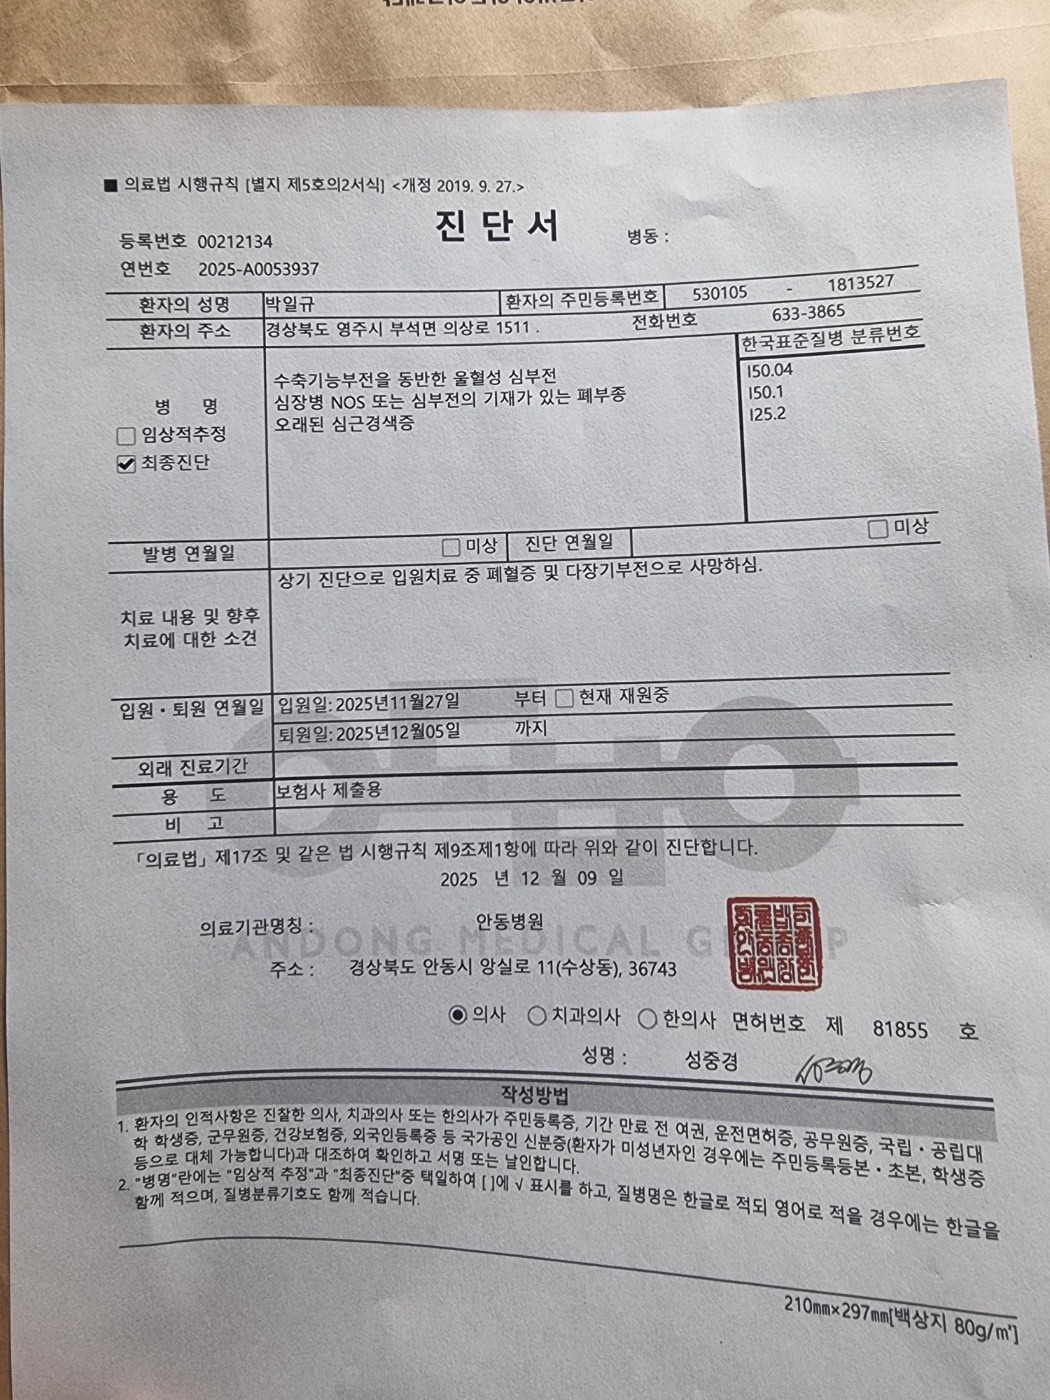 ■ 의료법 시행규칙 [별지 제5호의2서식] <개정 2019. 9. 27.>
진 단 서
등록번호 00212134
병동 :
연번호 2025-A0053937
환자의 성명 박일규 환자의 주민등록번호 530105 - 1813527
환자의 주소 경상북도 영주시 부석면 의상로 1511 . 전화번호 633-3865
한국표준질병 분류번호
수축기능부전을 동반한 울혈성 심부전 I50.04
심장병 NOS 또는 심부전의 기재가 있는 폐부종 I50.1
오래된 심근경색증 I25.2
병 명
임상적추정
최종진단
발병 연월일 미상 진단 연월일 미상
상기 진단으로 입원치료 중 폐혈증 및 다장기부전으로 사망하심.
치료 내용 및 향후
치료에 대한 소견
입원・퇴원 연월일 입원일: 2025년11월27일 부터 현재 재원중
퇴원일: 2025년12월05일 까지
외래 진료기간
용 도 보험사 제출용
비 고
「의료법」 제17조 및 같은 법 시행규칙 제9조제1항에 따라 위와 같이 진단합니다.
2025 년 12 월 09 일
의료기관명칭 : 안동병원
ANDONG MEDICAL G P
주소 : 경상북도 안동시 앙실로 11(수상동), 36743
의사 치과의사 한의사 면허번호 제 81855 호
성명 : 성중경
작성방법
1. 환자의 인적사항은 진찰한 의사, 치과의사 또는 한의사가 주민등록증, 기간 만료 전 여권, 운전면허증, 공무원증, 국립・공립대
학 학생증, 군무원증, 건강보험증, 외국인등록증 등 국가공인 신분증(환자가 미성년자인 경우에는 주민등록등본・초본, 학생증
등으로 대체 가능합니다)과 대조하여 확인하고 서명 또는 날인합니다.
2. "병명"란에는 "임상적 추정"과 "최종진단"중 택일하여 [ ]에 √ 표시를 하고, 질병명은 한글로 적되 영어로 적을 경우에는 한글을
함께 적으며, 질병분류기호도 함께 적습니다.
210㎜×297㎜[백상지 80g/㎡]